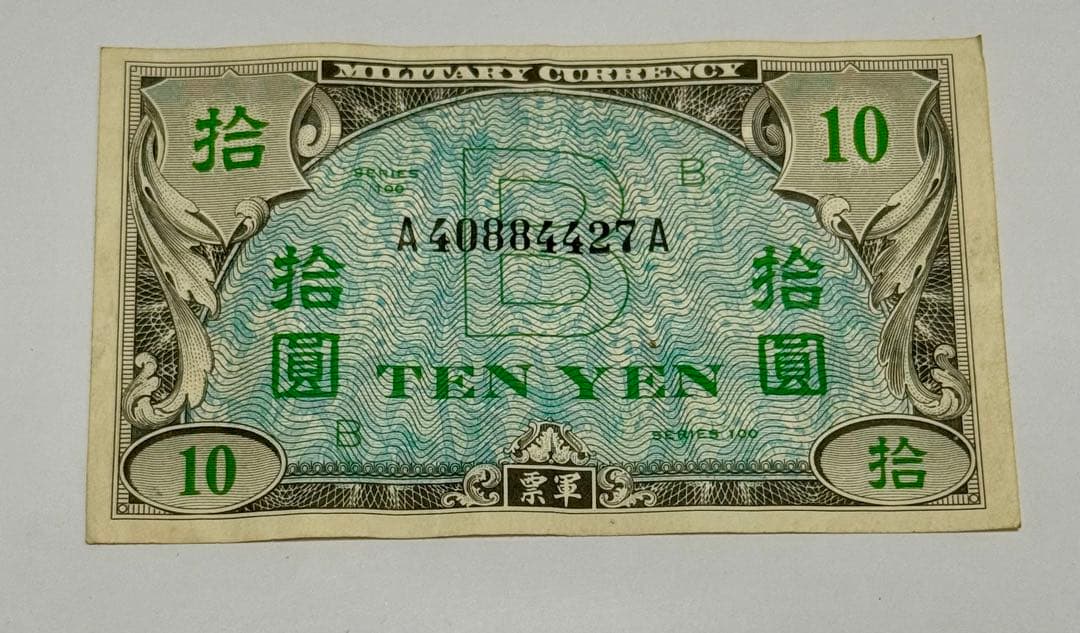 MILITARY CURRENCY
拾
10
SERIES
100
B
B
A40884427A
拾
圓
拾
圓
TEN YEN
B
SERIES 100
10
票軍
拾